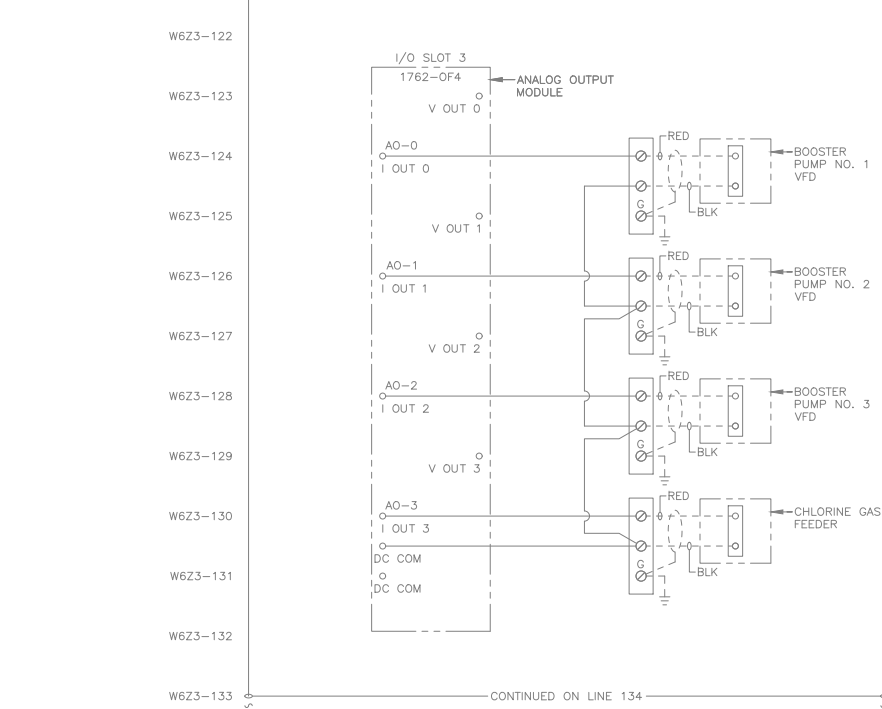 W6Z3-122
I/O SLOT 3
1762-OF4
ANALOG OUTPUT
MODULE
W6Z3-123
V OUT 0
RED
AO-0
W6Z3-124
I OUT 0
BOOSTER
PUMP NO. 1
VFD
G
BLK
W6Z3-125
V OUT 1
RED
AO-1
W6Z3-126
I OUT 1
BOOSTER
PUMP NO. 2
VFD
G
BLK
W6Z3-127
V OUT 2
RED
AO-2
W6Z3-128
I OUT 2
BOOSTER
PUMP NO. 3
VFD
G
BLK
W6Z3-129
V OUT 3
RED
AO-3
W6Z3-130
I OUT 3
CHLORINE GAS
FEEDER
DC COM
G
BLK
W6Z3-131
DC COM
W6Z3-132
W6Z3-133
CONTINUED ON LINE 134